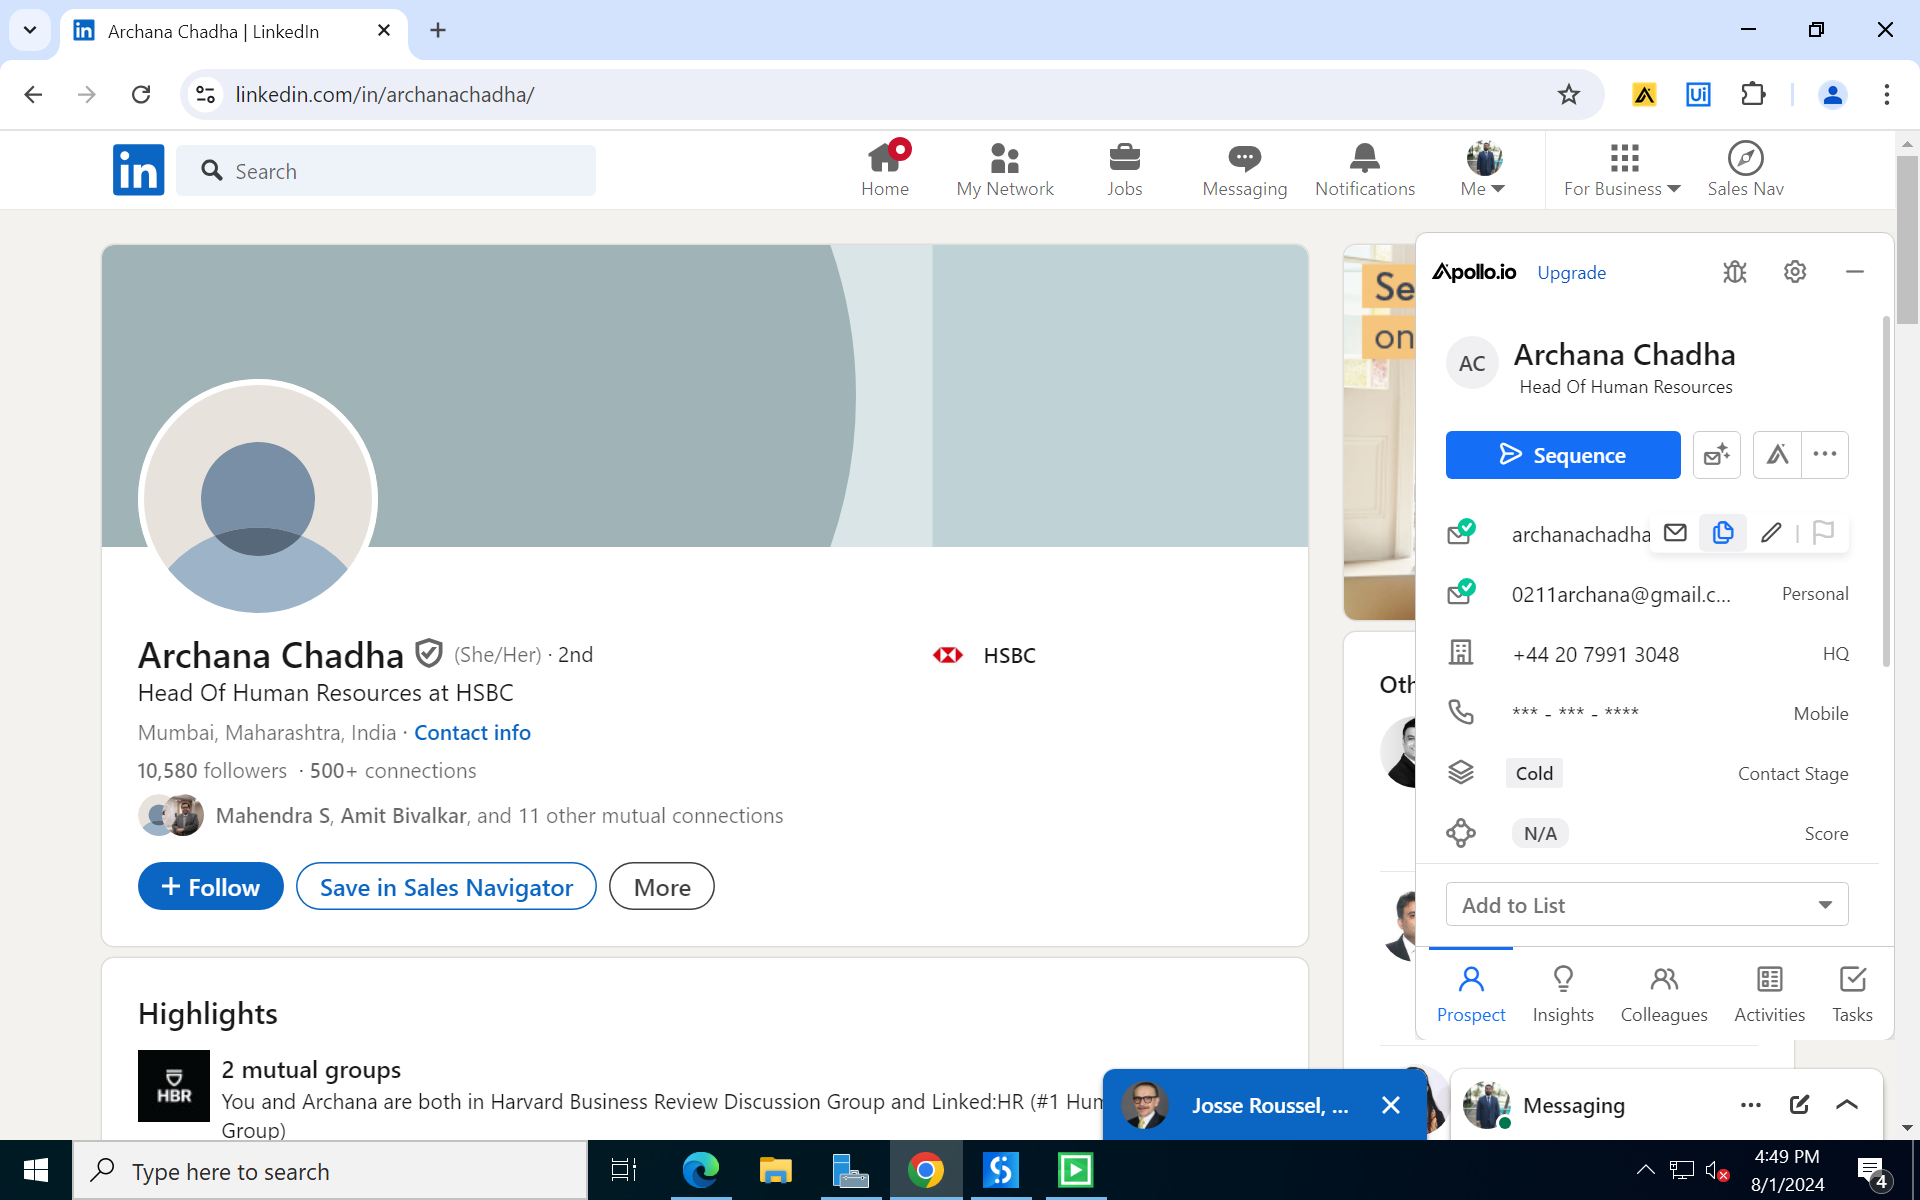 Archana Chadha | LinkedIn
linkedin.com/in/archanachadha/
Ui
in
Search
Home
My Network
Jobs
Messaging
Notifications
Me
For Business
Sales Nav
Se
on
Apollo.io
Upgrade
AC
Archana Chadha
Head Of Human Resources
Sequence
archanachadha
0211archana@gmail.c...
Personal
+44 20 7991 3048
HQ
*** - *** - ****
Mobile
Cold
Contact Stage
N/A
Score
Add to List
Prospect
Insights
Colleagues
Activities
Tasks
Archana Chadha (She/Her) · 2nd
HSBC
Head Of Human Resources at HSBC
Mumbai, Maharashtra, India · Contact info
10,580 followers · 500+ connections
Mahendra S, Amit Bivalkar, and 11 other mutual connections
+ Follow
Save in Sales Navigator
More
Oth
Highlights
HBR
2 mutual groups
You and Archana are both in Harvard Business Review Discussion Group and Linked:HR (#1 Hum
Group)
Josse Roussel, ...
Messaging
Type here to search
4:49 PM
8/1/2024
4